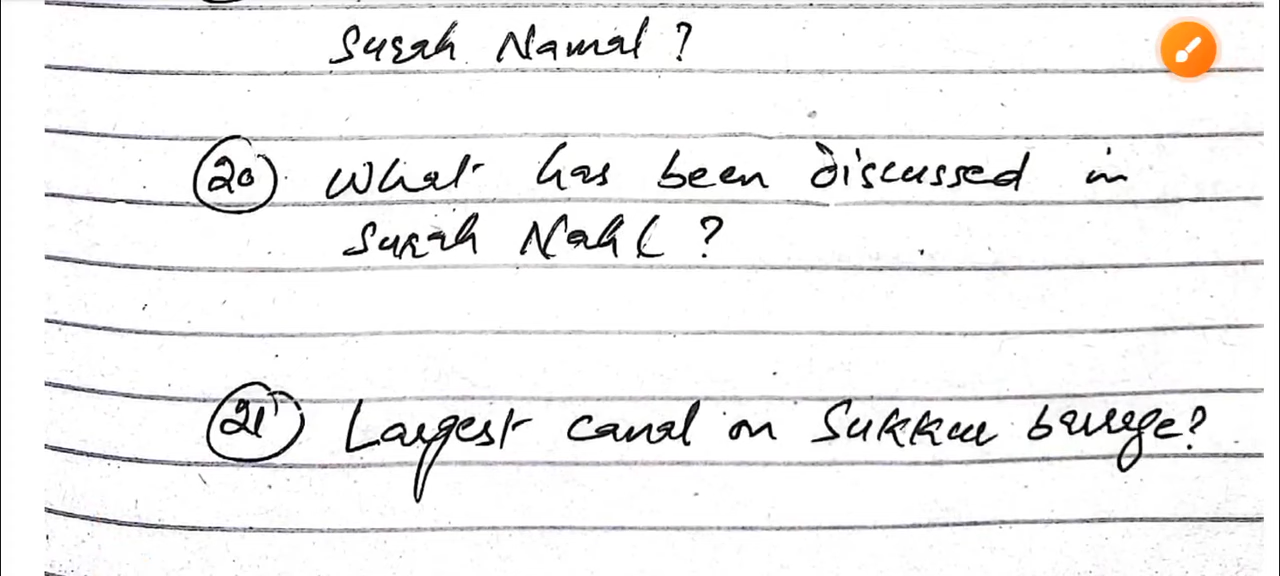 Surah Namal ?
20 What has been discussed in
Surah Nahl ?
21 Largest canal on Sukkur barrage?